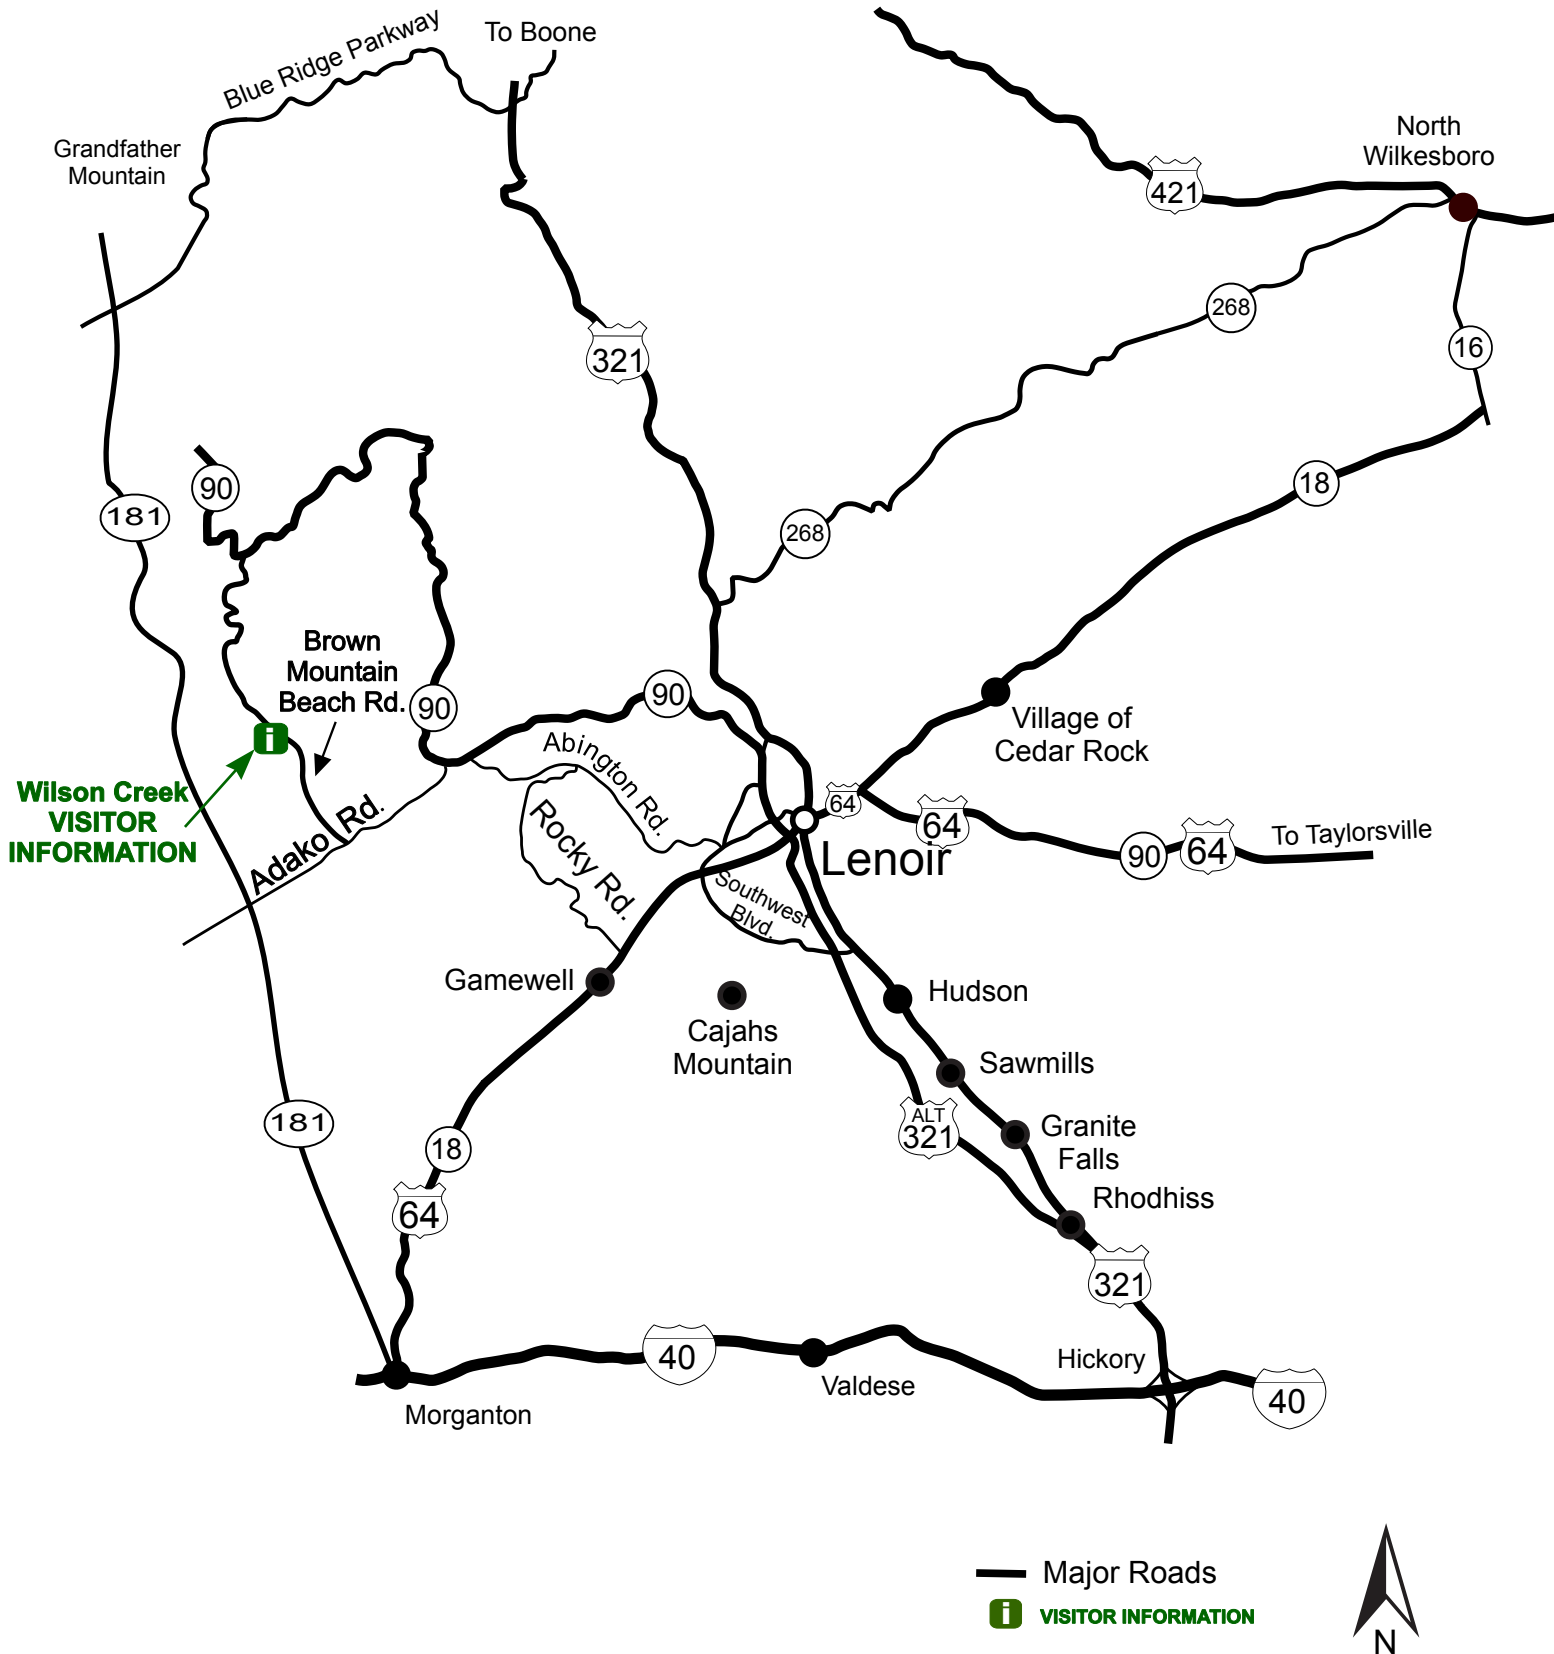 To Boone
Blue Ridge Parkway
North
Wilkesboro
Grandfather
Mountain
421
268
321
16
90
18
181
268
Brown
Mountain
Beach Rd.
90
90
Village of
Cedar Rock
i
Abington Rd.
Wilson Creek
VISITOR
INFORMATION
Adako Rd.
Rocky Rd.
64
64
To Taylorsville
90
64
Lenoir
Southwest
Blvd.
Gamewell
Hudson
Cajahs
Mountain
Sawmills
181
ALT
321
Granite
Falls
18
64
Rhodhiss
321
40
Hickory
Valdese
40
Morganton
Major Roads
i
VISITOR INFORMATION
N